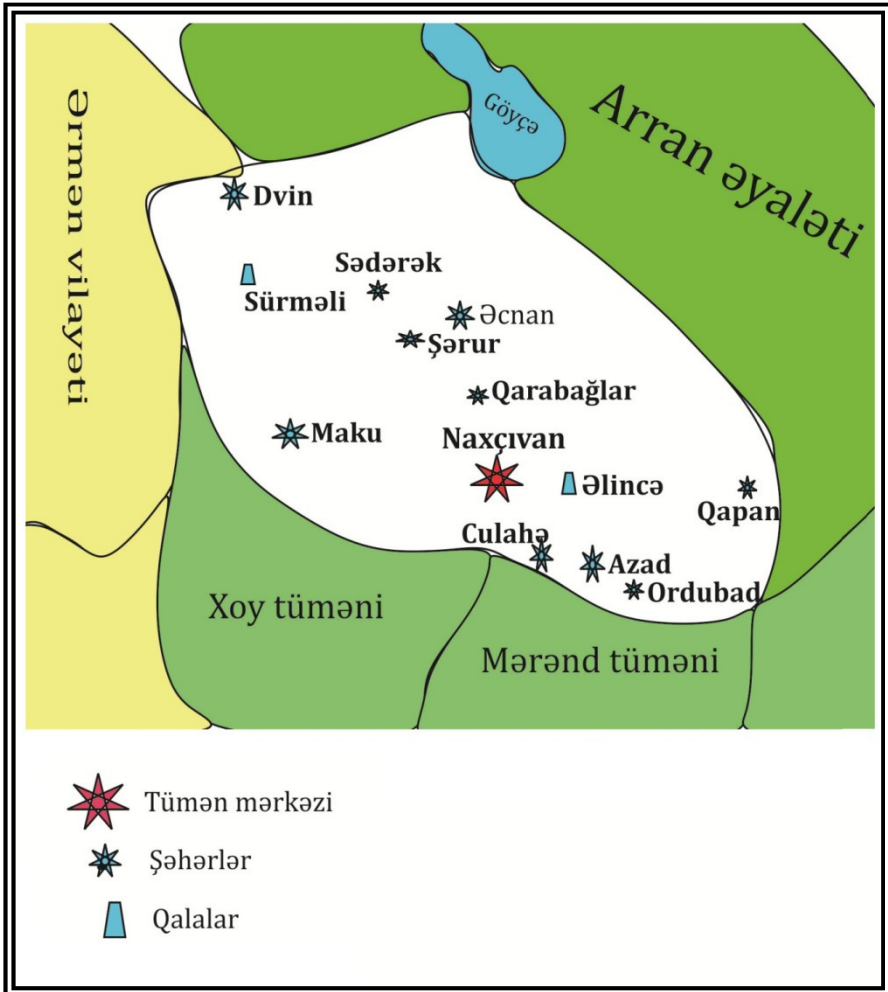 Göyçə
Arran əyaləti
Ərmən vilayəti
Dvin
Sədərək
Sürməli
Əcnan
Şərur
Qarabağlar
Maku
Naxçıvan
Əlincə
Qapan
Culahə
Azad
Ordubad
Xoy tüməni
Mərənd tüməni
Tümən mərkəzi
Şəhərlər
Qalalar